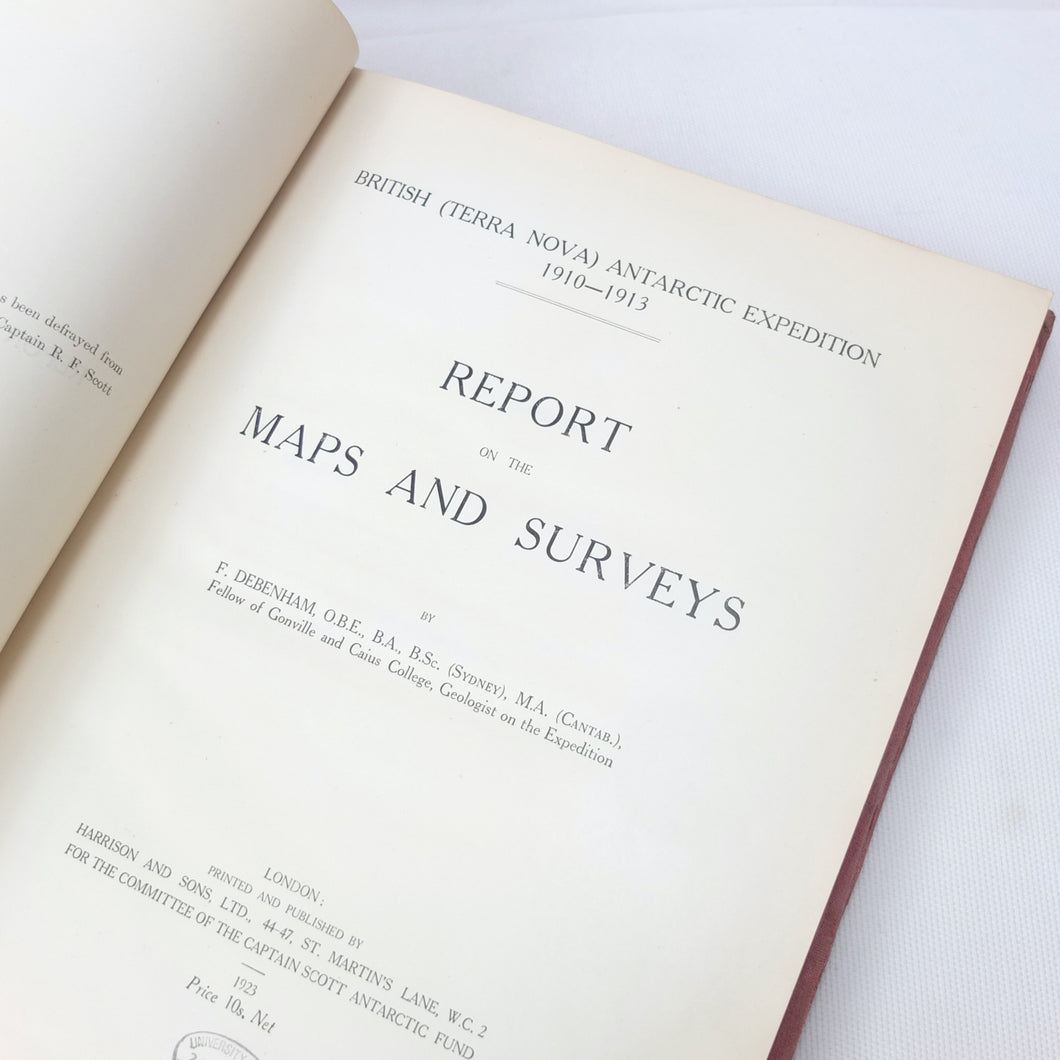 s been defrayed from
Captain R. F. Scott
BRITISH (TERRA NOVA) ANTARCTIC EXPEDITION
1910—1913
REPORT
ON THE
MAPS AND SURVEYS
BY
F. DEBENHAM, O.B.E., B.A., B.Sc. (SYDNEY), M.A. (CANTAB.),
Fellow of Gonville and Caius College, Geologist on the Expedition
LONDON:
PRINTED AND PUBLISHED BY
HARRISON AND SONS, LTD., 44-47, ST. MARTIN'S LANE, W.C. 2
FOR THE COMMITTEE OF THE CAPTAIN SCOTT ANTARCTIC FUND
1923
Price 10s. Net
UNIVERSITY